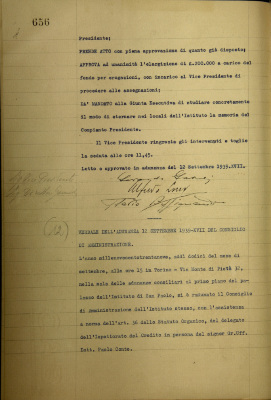 656
Presidente;
PRENDE ATTO con piena approvazione di quanto già disposto;
APPROVA ad unanimità l'elargizione di £.200.000 a carico del
fondo per erogazioni, con incarico al Vice Presidente di
procedere alle assegnazioni;
DA' MANDATO alla Giunta Esecutiva di studiare concretamente
il modo di eternare nei locali dell'Istituto la memoria del
Compianto Presidente.
Il Vice Presidente ringrazia gli intervenuti e toglie
la seduta alle ore 11,45.
Letto e approvato in adunanza del 12 Settembre 1939.XVII.
(12)
VERBALE DELL'ADUNANZA 12 SETTEMBRE 1939-XVII DEL CONSIGLIO
DI AMMINISTRAZIONE.
L'anno millenovecentotrentanove, addì dodici del mese di
settembre, alle ore 15 in Torino - Via Monte di Pietà 32,
nella sala delle adunanze consiliari al primo piano del pa-
lazzo dell'Istituto di San Paolo, si è radunato il Consiglio
di Amministrazione dell'Istituto stesso, con l'assistenza
a norma dell'art. 36 dello Statuto Organico, del delegato
dell'Ispettorato del Credito in persona del signor Gr.Uff.
Dott. Paolo